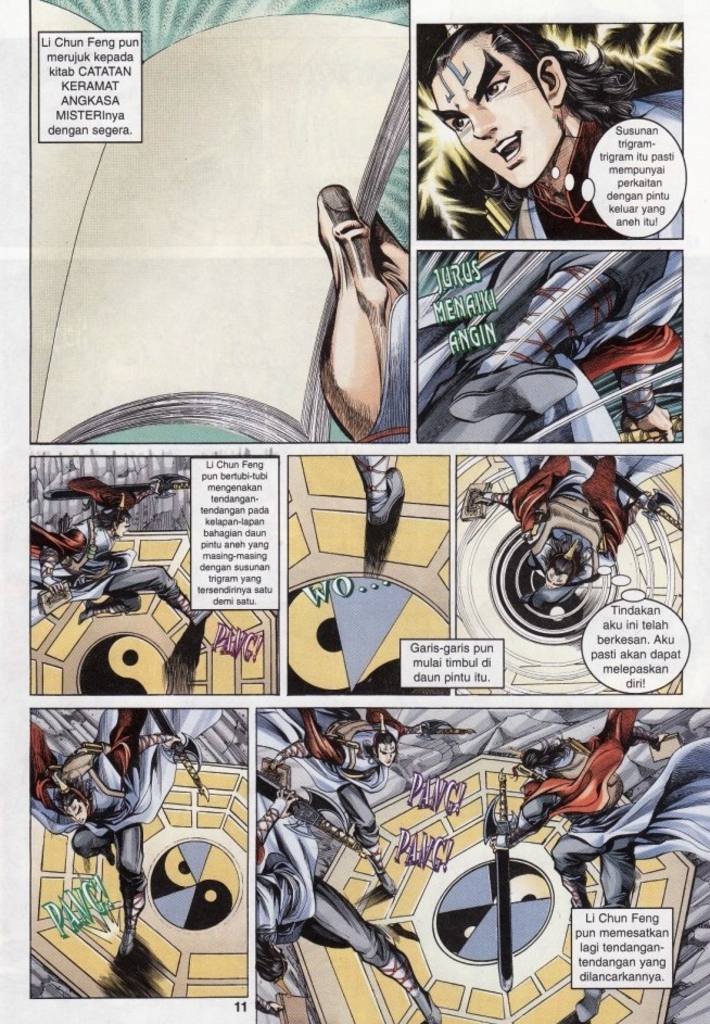 Li Chun Feng pun
merujuk kepada
kitab CATATAN
KERAMAT
ANGKASA
MISTERInya
dengan segera.
Susunan
trigram-
trigram itu pasti
mempunyai
perkaitan
dengan pintu
keluar yang
aneh itu!
JURUS
MENAIKI
ANGIN
Li Chun Feng
pun bertubi-tubi
mengenakan
tendangan-
tendangan pada
kelapan-lapan
bahagian daun
pintu aneh yang
masing-masing
dengan susunan
trigram yang
tersendirinya satu
demi satu.
PANG!
WO...
Garis-garis pun
mulai timbul di
daun pintu itu.
Tindakan
aku ini telah
berkesan. Aku
pasti akan dapat
melepaskan
diri!
PANG!
PANG!
PANG!
Li Chun Feng
pun memesatkan
lagi tendangan-
tendangan yang
dilancarkannya.
11